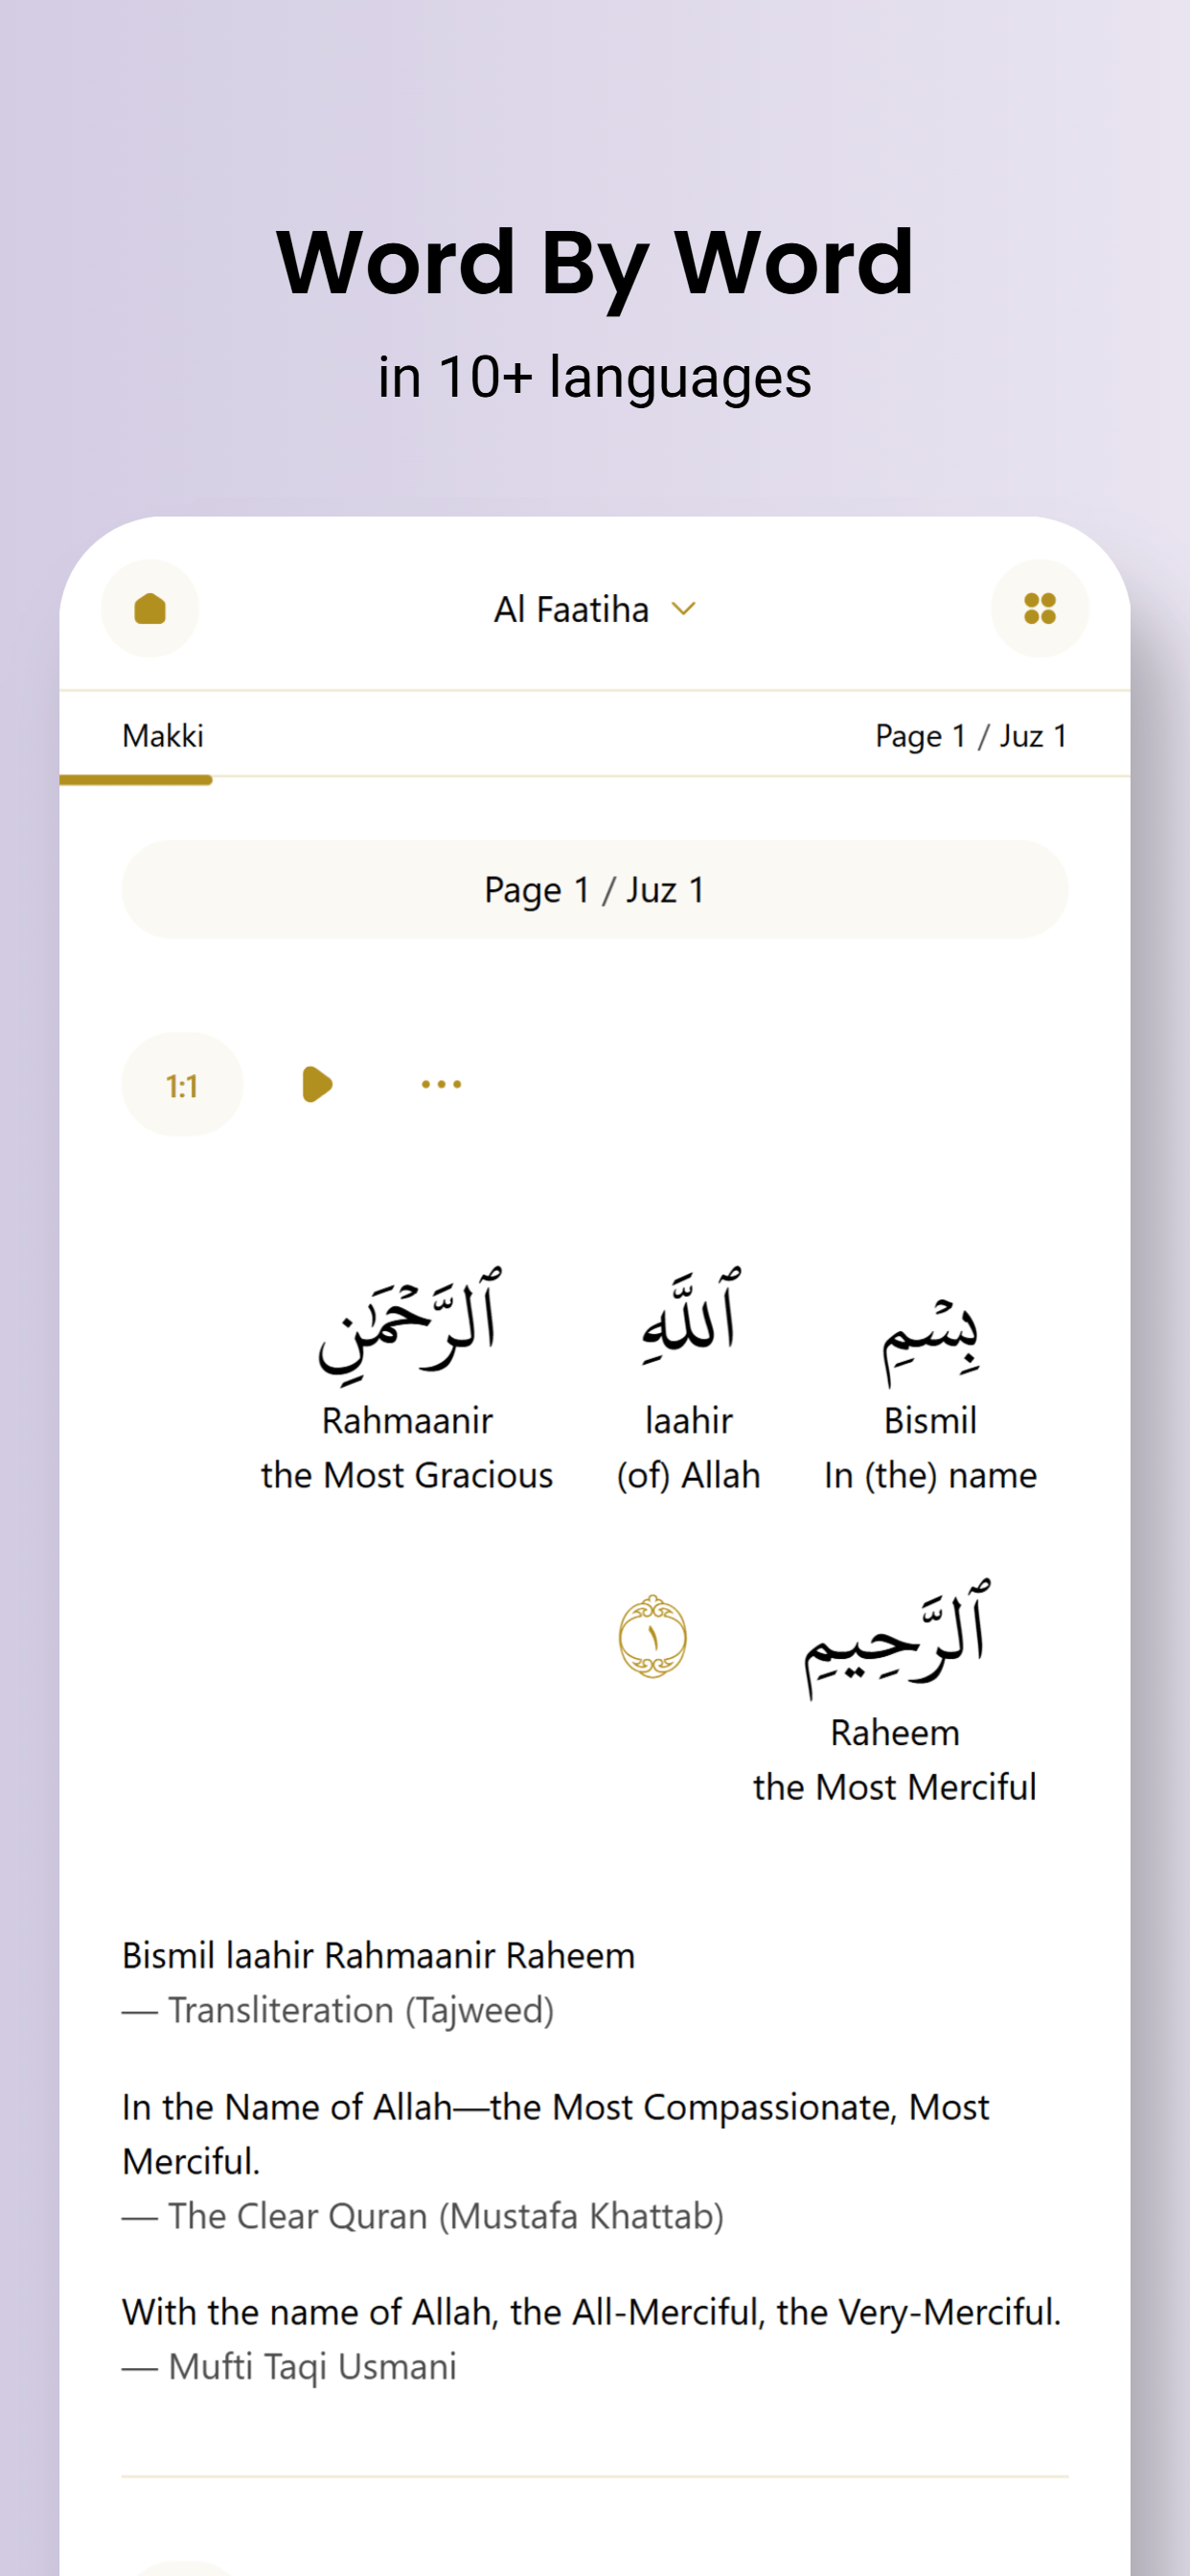 Word By Word
in 10+ languages
Al Faatiha
Makki
Page 1 / Juz 1
Page 1 / Juz 1
1:1
بِسْمِ ٱللَّهِ ٱلرَّحْمَـٰنِ
Bismil laahir Rahmaanir
In (the) name (of) Allah the Most Gracious
ٱلرَّحِيمِ ١
Raheem
the Most Merciful
Bismil laahir Rahmaanir Raheem
— Transliteration (Tajweed)
In the Name of Allah—the Most Compassionate, Most
Merciful.
— The Clear Quran (Mustafa Khattab)
With the name of Allah, the All-Merciful, the Very-Merciful.
— Mufti Taqi Usmani